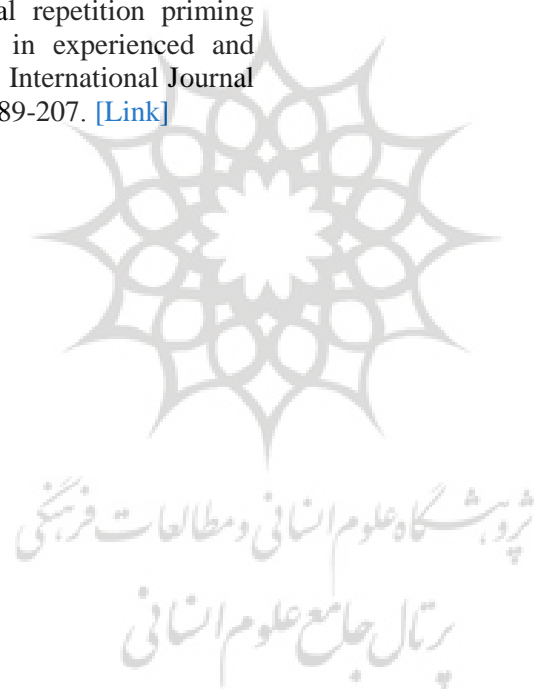 al repetition priming
in experienced and
International Journal
89-207. [Link]
پژوهشگاه علوم انسانی و مطالعات فرهنگی
پرتال جامع علوم انسانی